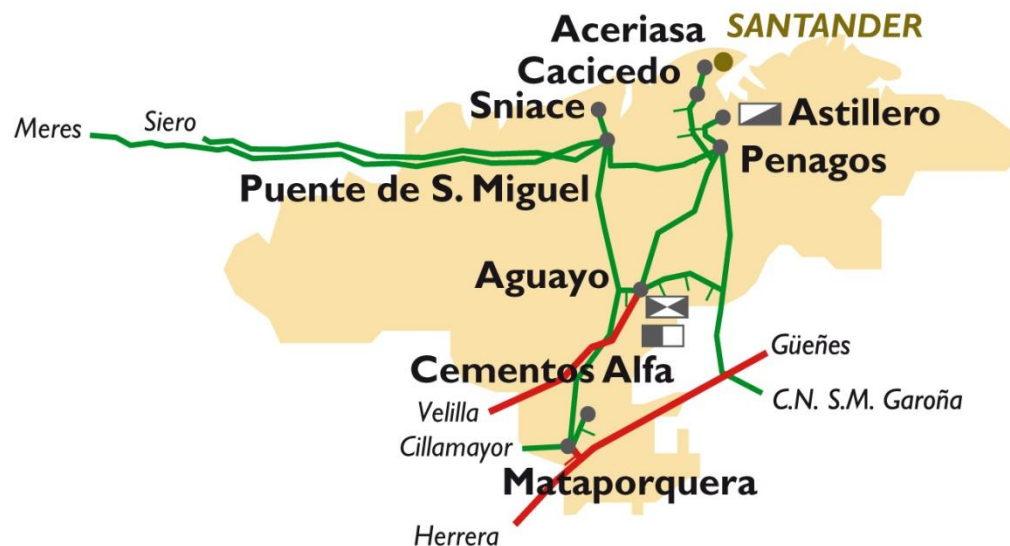 Aceriasa
SANTANDER
Cacicedo
Sniace
Astillero
Meres
Siero
Penagos
Puente de S. Miguel
Aguayo
Güeñes
Cementos Alfa
C.N. S.M. Garoña
Velilla
Cillamayor
Mataporquera
Herrera